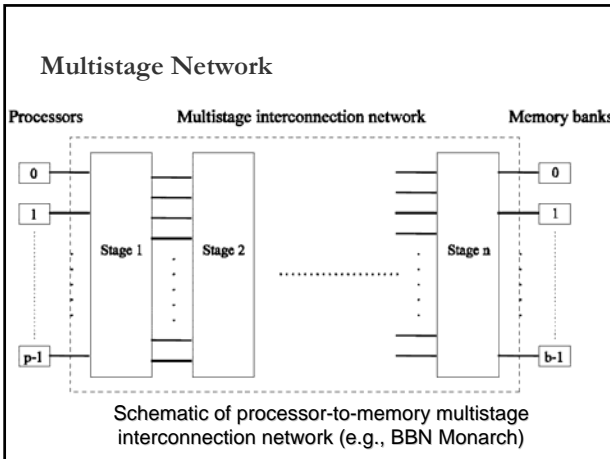 Multistage Network
Processors Multistage interconnection network Memory banks
0 0
1 1
Stage 1 Stage 2 Stage n
p-1 b-1
Schematic of processor-to-memory multistage
interconnection network (e.g., BBN Monarch)